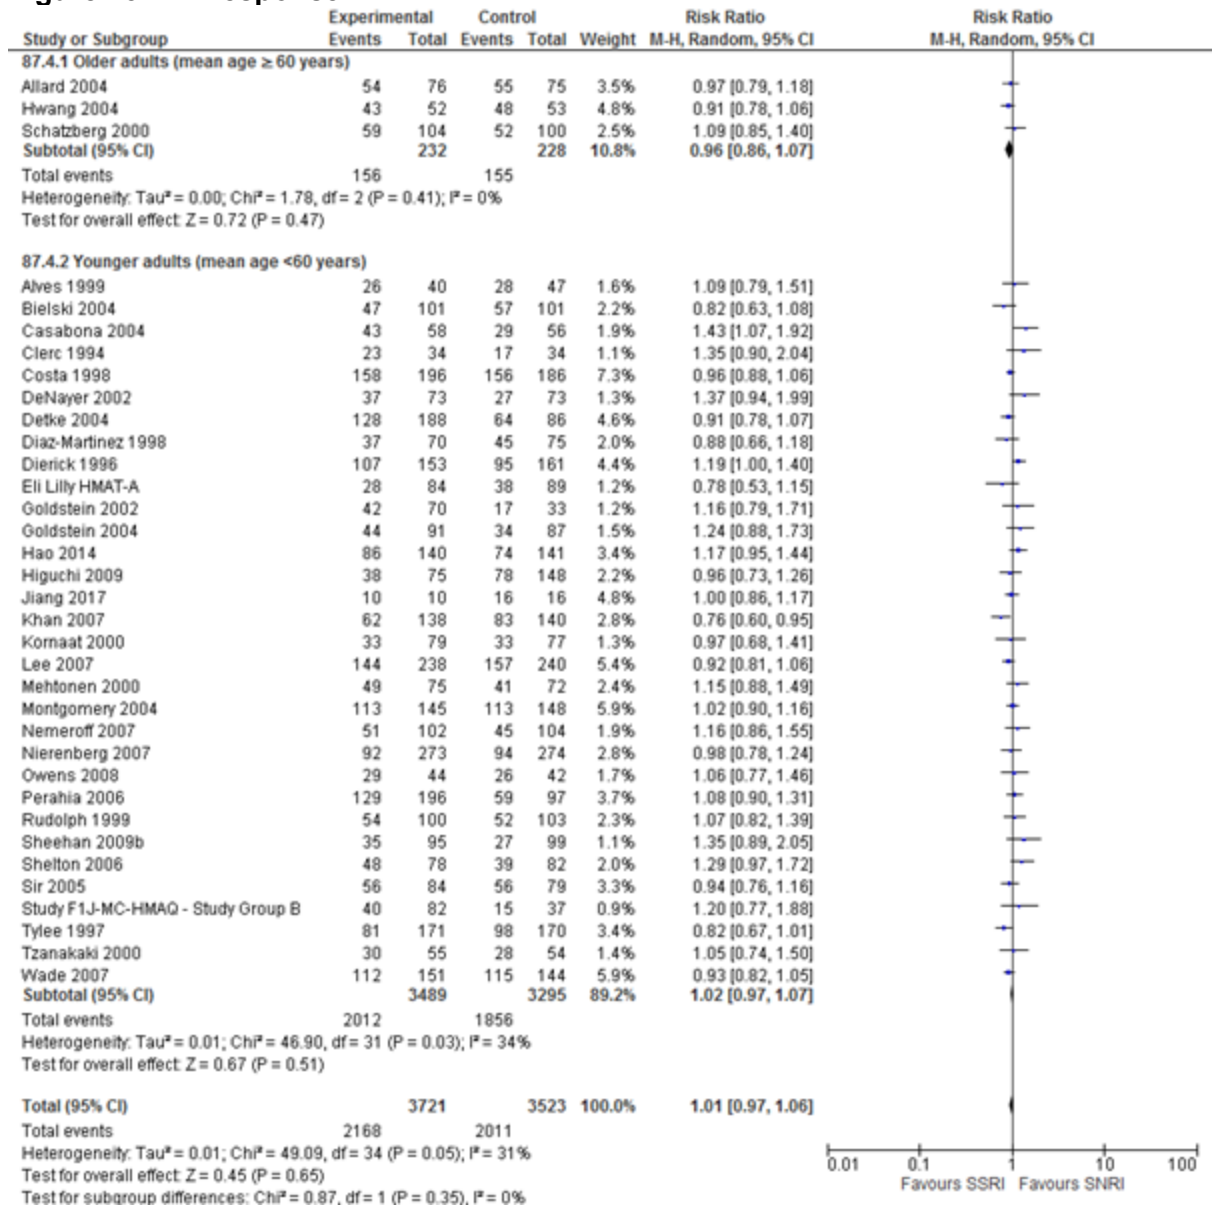 Experimental Control Risk Ratio Risk Ratio
Study or Subgroup Events Total Events Total Weight M-H, Random, 95% CI M-H, Random, 95% CI
87.4.1 Older adults (mean age ≥ 60 years)
Allard 2004 54 76 55 75 3.5% 0.97 [0.79, 1.18]
Hwang 2004 43 52 48 53 4.8% 0.91 [0.78, 1.06]
Schatzberg 2000 59 104 52 100 2.5% 1.09 [0.85, 1.40]
Subtotal (95% CI) 232 228 10.8% 0.96 [0.86, 1.07]
Total events 156 155
Heterogeneity: Tau² = 0.00; Chi² = 1.78, df = 2 (P = 0.41); I² = 0%
Test for overall effect: Z = 0.72 (P = 0.47)
87.4.2 Younger adults (mean age <60 years)
Alves 1999 26 40 28 47 1.6% 1.09 [0.79, 1.51]
Bielski 2004 47 101 57 101 2.2% 0.82 [0.63, 1.08]
Casabona 2004 43 58 29 56 1.9% 1.43 [1.07, 1.92]
Clerc 1994 23 34 17 34 1.1% 1.35 [0.90, 2.04]
Costa 1998 158 196 156 186 7.3% 0.96 [0.88, 1.06]
DeNayer 2002 37 73 27 73 1.3% 1.37 [0.94, 1.99]
Detke 2004 128 188 64 86 4.6% 0.91 [0.78, 1.07]
Diaz-Martinez 1998 37 70 45 75 2.0% 0.88 [0.66, 1.18]
Dierick 1996 107 153 95 161 4.4% 1.19 [1.00, 1.40]
Eli Lilly HMAT-A 28 84 38 89 1.2% 0.78 [0.53, 1.15]
Goldstein 2002 42 70 17 33 1.2% 1.16 [0.79, 1.71]
Goldstein 2004 44 91 34 87 1.5% 1.24 [0.88, 1.73]
Hao 2014 86 140 74 141 3.4% 1.17 [0.95, 1.44]
Higuchi 2009 38 75 78 148 2.2% 0.96 [0.73, 1.26]
Jiang 2017 10 10 16 16 4.8% 1.00 [0.86, 1.17]
Khan 2007 62 138 83 140 2.8% 0.76 [0.60, 0.95]
Kornaat 2000 33 79 33 77 1.3% 0.97 [0.68, 1.41]
Lee 2007 144 238 157 240 5.4% 0.92 [0.81, 1.06]
Mehtonen 2000 49 75 41 72 2.4% 1.15 [0.88, 1.49]
Montgomery 2004 113 145 113 148 5.9% 1.02 [0.90, 1.16]
Nemeroff 2007 51 102 45 104 1.9% 1.16 [0.86, 1.55]
Nierenberg 2007 92 273 94 274 2.8% 0.98 [0.78, 1.24]
Owens 2008 29 44 26 42 1.7% 1.06 [0.77, 1.46]
Perahia 2006 129 196 59 97 3.7% 1.08 [0.90, 1.31]
Rudolph 1999 54 100 52 103 2.3% 1.07 [0.82, 1.39]
Sheehan 2009b 35 95 27 99 1.1% 1.35 [0.89, 2.05]
Shelton 2006 48 78 39 82 2.0% 1.29 [0.97, 1.72]
Sir 2005 56 84 56 79 3.3% 0.94 [0.76, 1.16]
Study F1J-MC-HMAQ - Study Group B 40 82 15 37 0.9% 1.20 [0.77, 1.88]
Tylee 1997 81 171 98 170 3.4% 0.82 [0.67, 1.01]
Tzanakaki 2000 30 55 28 54 1.4% 1.05 [0.74, 1.50]
Wade 2007 112 151 115 144 5.9% 0.93 [0.82, 1.05]
Subtotal (95% CI) 3489 3295 89.2% 1.02 [0.97, 1.07]
Total events 2012 1856
Heterogeneity: Tau² = 0.01; Chi² = 46.90, df = 31 (P = 0.03); I² = 34%
Test for overall effect: Z = 0.67 (P = 0.51)
Total (95% CI) 3721 3523 100.0% 1.01 [0.97, 1.06]
Total events 2168 2011
Heterogeneity: Tau² = 0.01; Chi² = 49.09, df = 34 (P = 0.05); I² = 31%
Test for overall effect: Z = 0.45 (P = 0.65)
Test for subgroup differences: Chi² = 0.87, df = 1 (P = 0.35), I² = 0%
0.01 0.1 1 10 100
Favours SSRI Favours SNRI